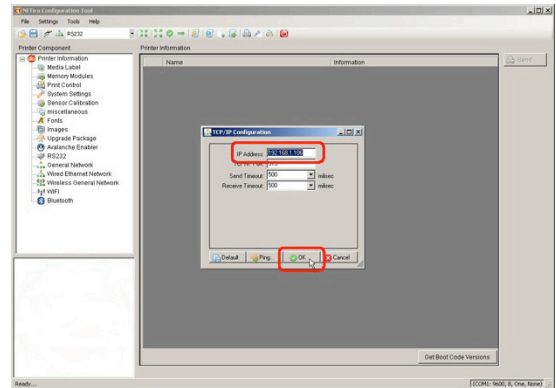 NETira Configuration Tool
File Settings Tools Help
RS232
Printer Component
Printer Information
Printer Information
Media Label
Memory Modules
Print Control
System Settings
Sensor Calibration
miscellaneous
Fonts
Images
Upgrade Package
Avalanche Enabler
RS232
General Network
Wired Ethernet Network
Wireless General Network
WIFI
Bluetooth
Name Information
Send
TCP/IP Configuration
IP Address:
Send Timeout: 500 milisec
Receive Timeout: 500 milisec
Default Ping... OK Cancel
Get Boot Code Versions
Ready... (COM1: 9600, 8, One, None)